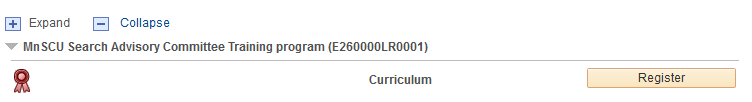 Expand Collapse
MnSCU Search Advisory Committee Training program (E260000LR0001)
Curriculum Register